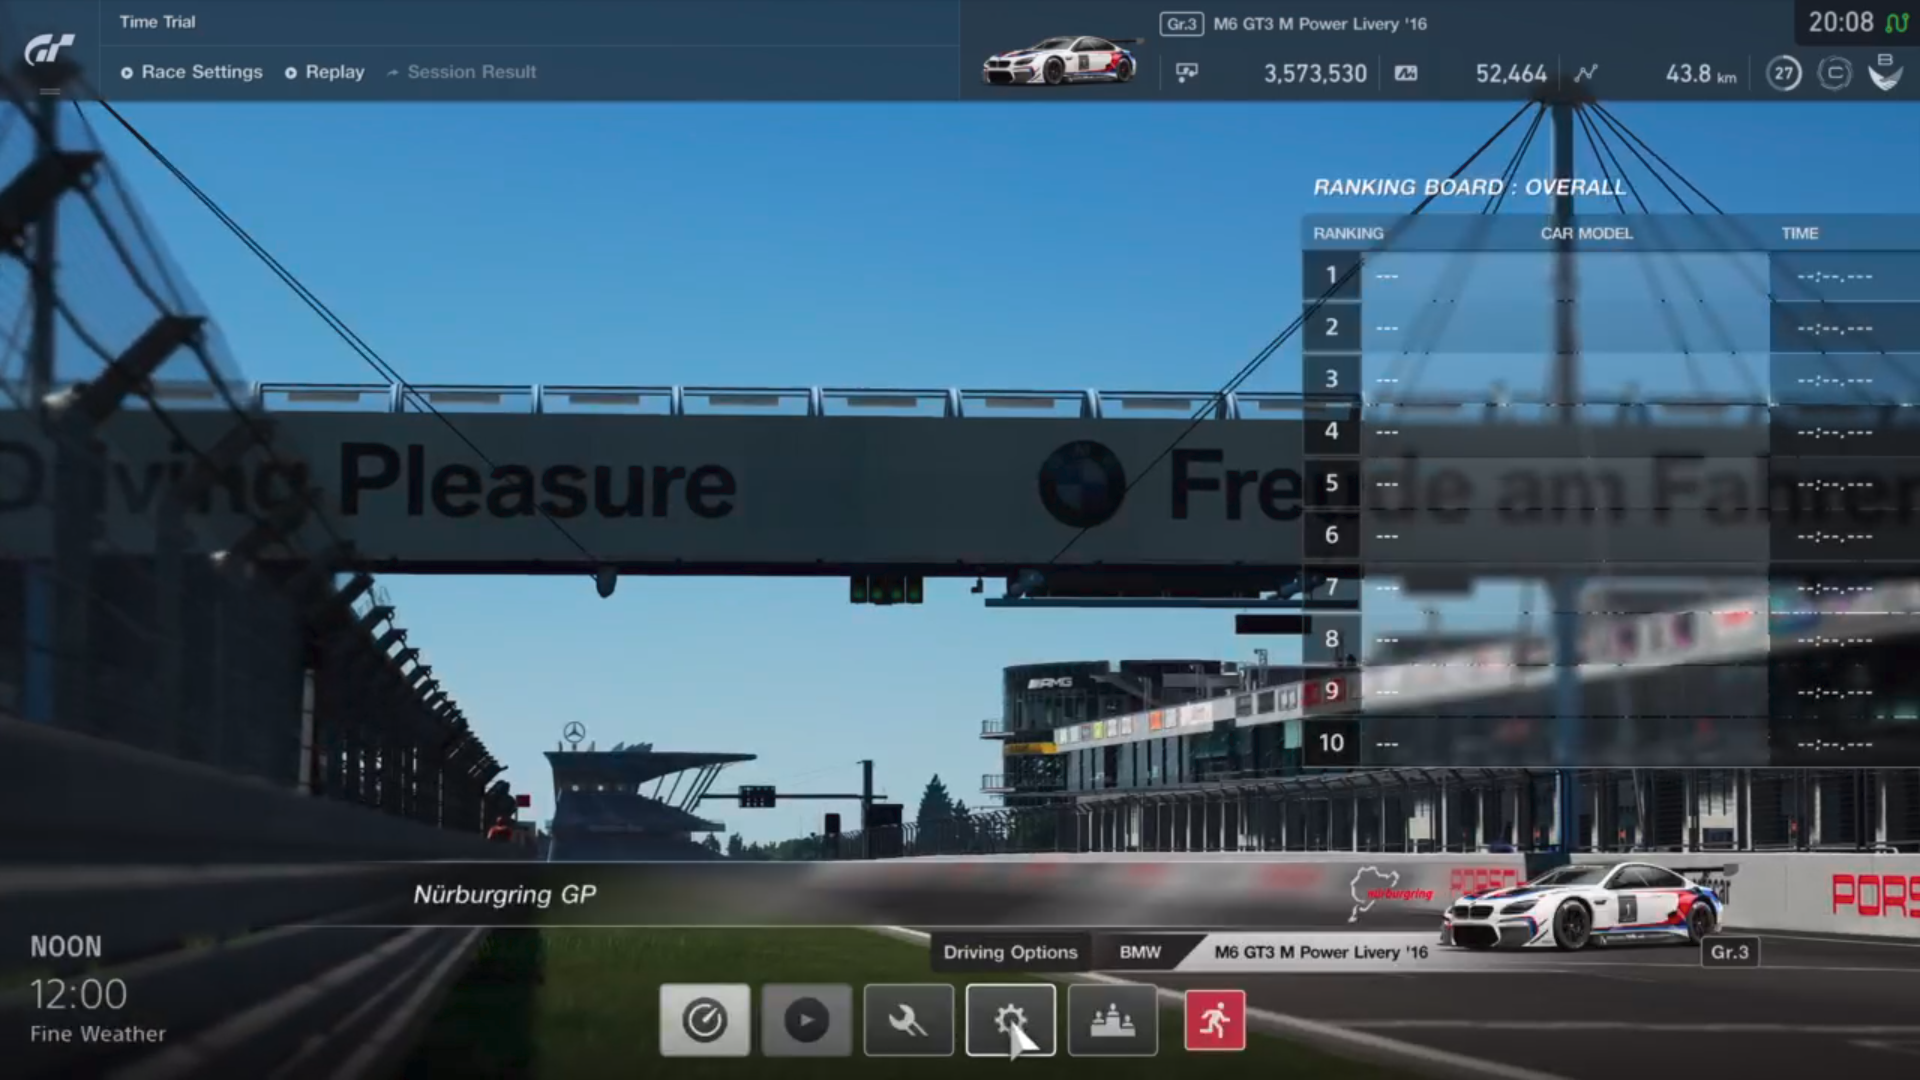 Time Trial
Race Settings Replay Session Result
Gr.3 M6 GT3 M Power Livery '16
3,573,530 52,464 43.8 km 27 C B
20:08
RANKING BOARD : OVERALL
RANKING CAR MODEL TIME
1 --- --:--.---
2 --- --:--.---
3 --- --:--.---
4 --- --:--.---
5 --- --:--.---
6 --- --:--.---
7 --- --:--.---
8 --- --:--.---
9 --- --:--.---
10 --- --:--.---
Driving Pleasure Freude am Fahren
AMG
Nürburgring GP
nürburgring
PORSCHE
PORS
NOON
12:00
Fine Weather
Driving Options BMW M6 GT3 M Power Livery '16 Gr.3